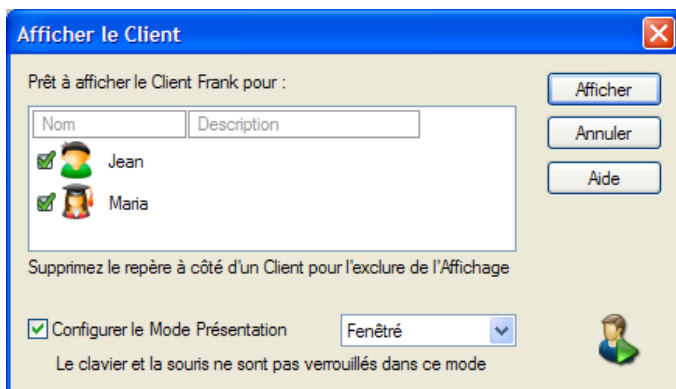 Afficher le Client
Prêt à afficher le Client Frank pour :
Afficher
Nom Description
Annuler
Jean
Aide
Maria
Supprimez le repère à côté d'un Client pour l'exclure de l'Affichage
Configurer le Mode Présentation Fenêtré
Le clavier et la souris ne sont pas verrouillés dans ce mode